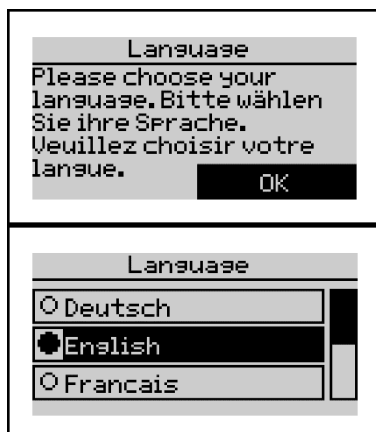 Language
Please choose your
language.Bitte wählen
Sie ihre Sprache.
Veuillez choisir votre
langue.
OK
Language
Deutsch
English
Francais